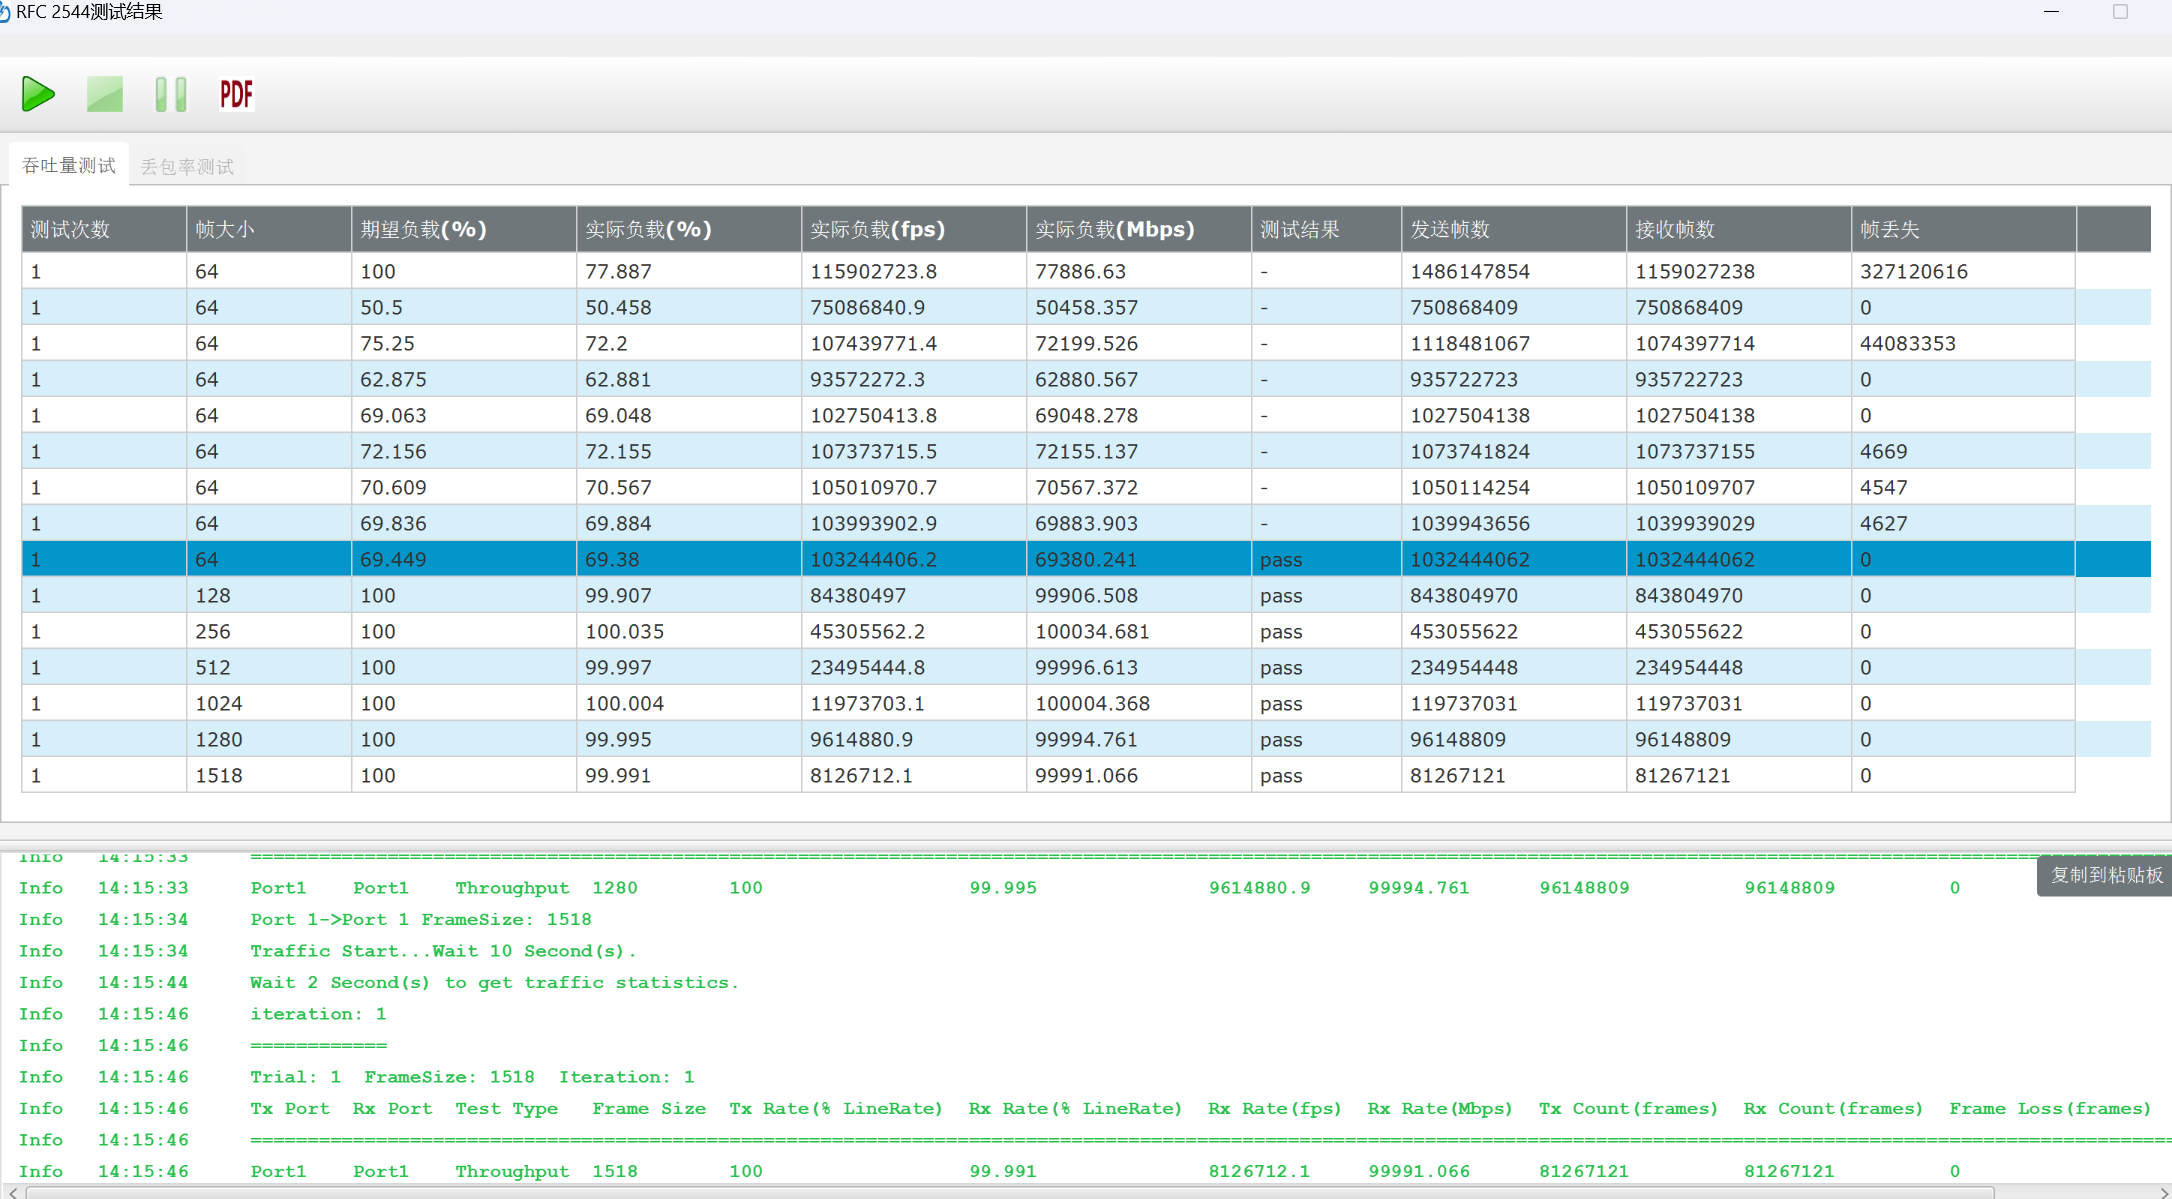 RFC 2544测试结果
PDF
吞吐量测试 丢包率测试
测试次数 帧大小 期望负载(%) 实际负载(%) 实际负载(fps) 实际负载(Mbps) 测试结果 发送帧数 接收帧数 帧丢失
1 64 100 77.887 115902723.8 77886.63 - 1486147854 1159027238 327120616
1 64 50.5 50.458 75086840.9 50458.357 - 750868409 750868409 0
1 64 75.25 72.2 107439771.4 72199.526 - 1118481067 1074397714 44083353
1 64 62.875 62.881 93572272.3 62880.567 - 935722723 935722723 0
1 64 69.063 69.048 102750413.8 69048.278 - 1027504138 1027504138 0
1 64 72.156 72.155 107373715.5 72155.137 - 1073741824 1073737155 4669
1 64 70.609 70.567 105010970.7 70567.372 - 1050114254 1050109707 4547
1 64 69.836 69.884 103993902.9 69883.903 - 1039943656 1039939029 4627
1 64 69.449 69.38 103244406.2 69380.241 pass 1032444062 1032444062 0
1 128 100 99.907 84380497 99906.508 pass 843804970 843804970 0
1 256 100 100.035 45305562.2 100034.681 pass 453055622 453055622 0
1 512 100 99.997 23495444.8 99996.613 pass 234954448 234954448 0
1 1024 100 100.004 11973703.1 100004.368 pass 119737031 119737031 0
1 1280 100 99.995 9614880.9 99994.761 pass 96148809 96148809 0
1 1518 100 99.991 8126712.1 99991.066 pass 81267121 81267121 0
Info 14:15:33 ====================
Info 14:15:33 Port1 Port1 Throughput 1280 100 99.995 9614880.9 99994.761 96148809 96148809 0
复制到粘贴板
Info 14:15:34 Port 1->Port 1 FrameSize: 1518
Info 14:15:34 Traffic Start...Wait 10 Second(s).
Info 14:15:44 Wait 2 Second(s) to get traffic statistics.
Info 14:15:46 iteration: 1
Info 14:15:46 ============
Info 14:15:46 Trial: 1 FrameSize: 1518 Iteration: 1
Info 14:15:46 Tx Port Rx Port Test Type Frame Size Tx Rate(% LineRate) Rx Rate(% LineRate) Rx Rate(fps) Rx Rate(Mbps) Tx Count(frames) Rx Count(frames) Frame Loss(frames)
Info 14:15:46 ====================
Info 14:15:46 Port1 Port1 Throughput 1518 100 99.991 8126712.1 99991.066 81267121 81267121 0